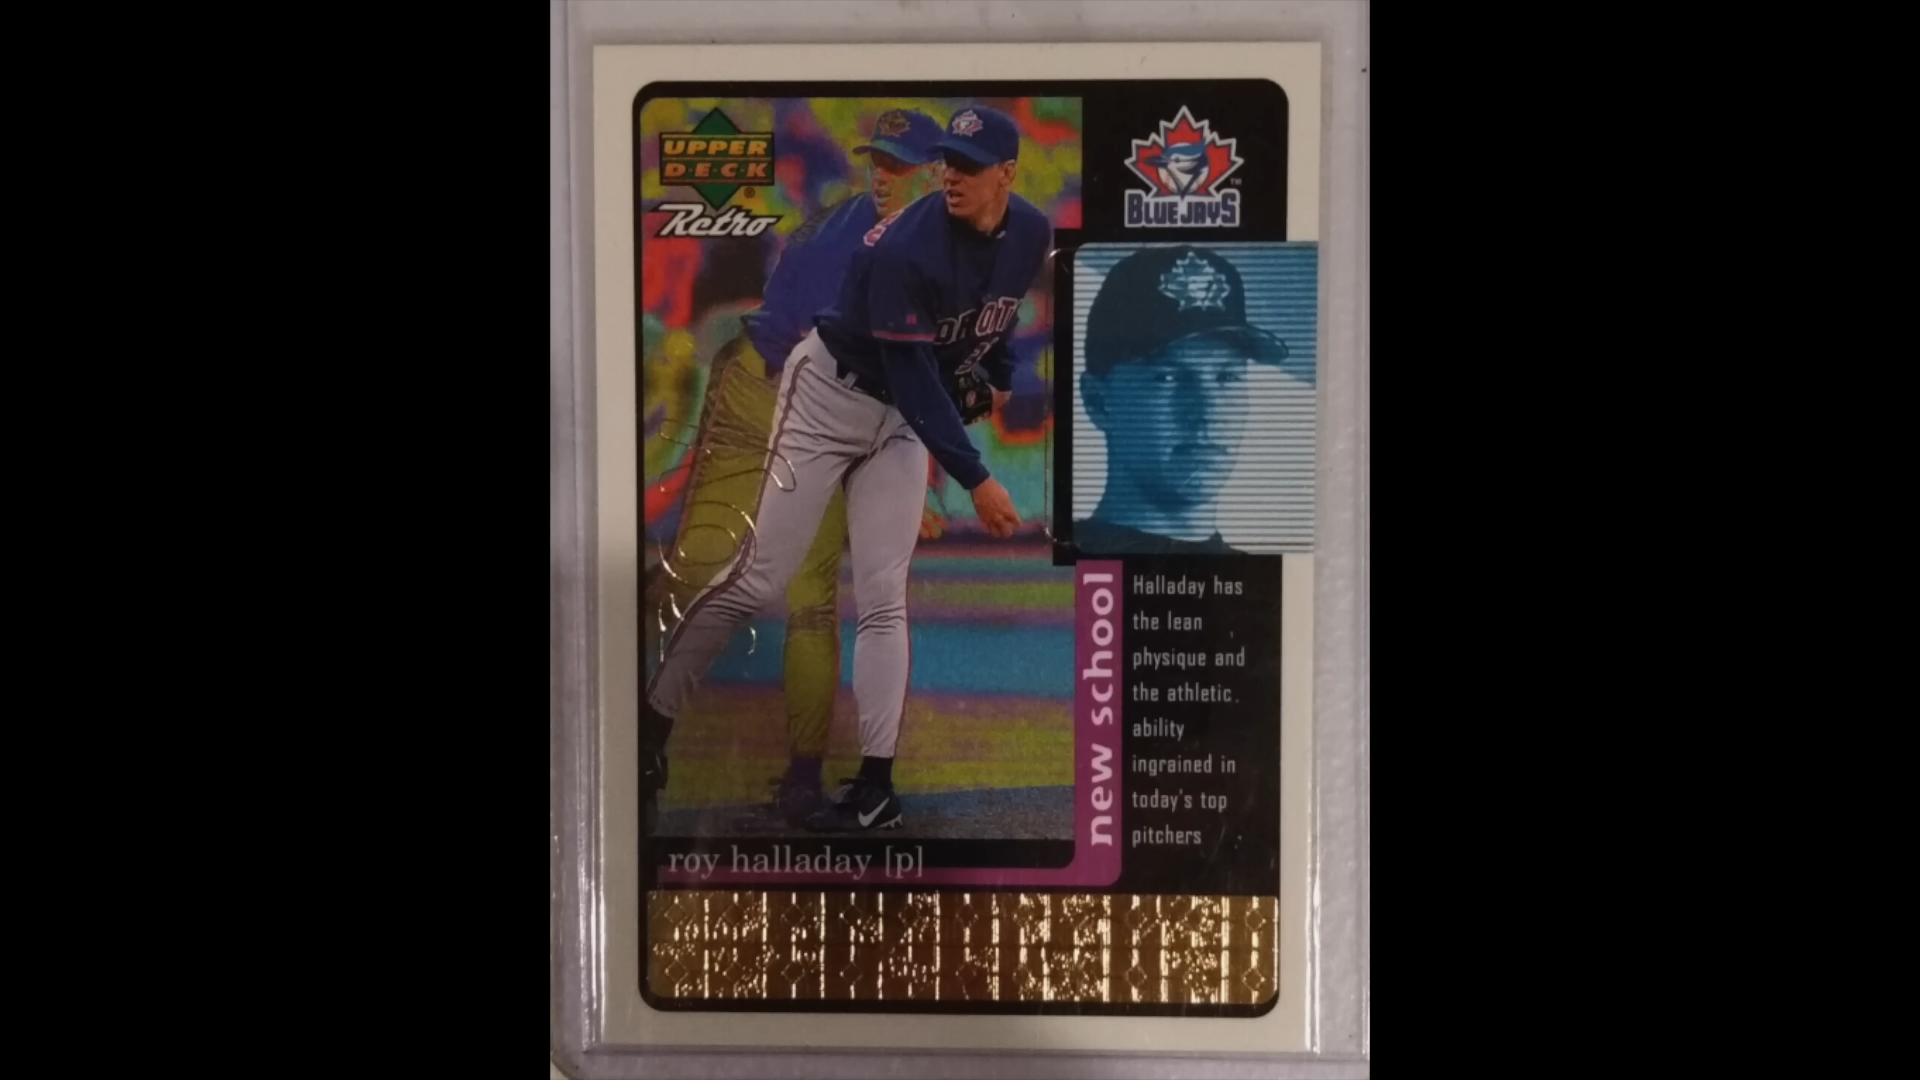 UPPER
D·E·C·K
®
Retro
BLUE JAYS
TM
new school
Halladay has
the lean
physique and
the athletic
ability
ingrained in
today's top
pitchers
roy halladay [p]